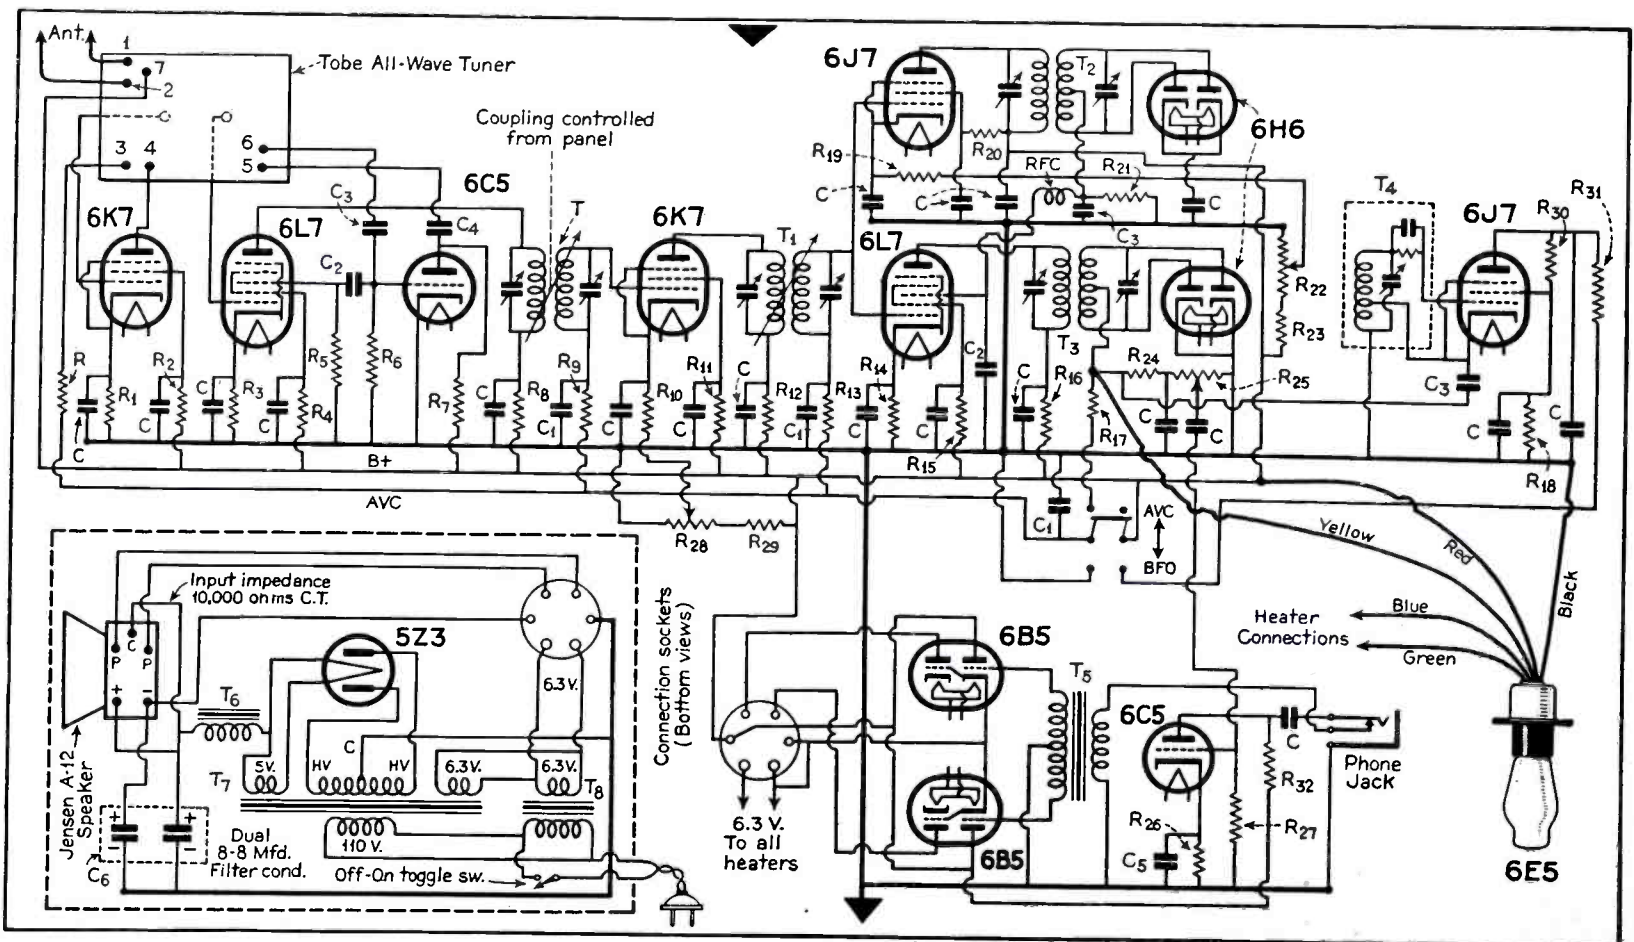 Ant.
1
7
2
Tobe All-Wave Tuner
3
4
6
5
Coupling controlled
from panel
6J7
T2
6H6
R20
R19
RFC
R21
C
C
C
C3
C3
C4
6C5
T
6K7
T1
6L7
6K7
6L7
C2
T4
6J7
R30
R31
R22
R23
T3
R
R1
R2
C
R3
C
R4
R5
R6
R7
C
R8
C1
R9
C
R10
C
R11
C
R12
C1
R13
C
R14
C
R15
C2
C
R16
R17
R24
R25
C
C
C3
C
R18
C
C
C
B+
AVC
R28
R29
C1
AVC
BFO
Yellow
Red
Black
Blue
Green
Heater
Connections
6E5
Input impedance
10,000 ohms C.T.
P
C
P
+
-
5Z3
6.3 V.
T6
T7
5V.
HV
C
HV
6.3V.
6.3V.
T8
110 V.
Jensen A-12
Speaker
+
-
+
-
C6
Dual
8-8 Mfd.
Filter cond.
Off-On toggle sw.
Connection sockets
(Bottom views)
6.3 V.
To all
heaters
6B5
6B5
T5
6C5
C
Phone
Jack
R32
R27
R26
C5